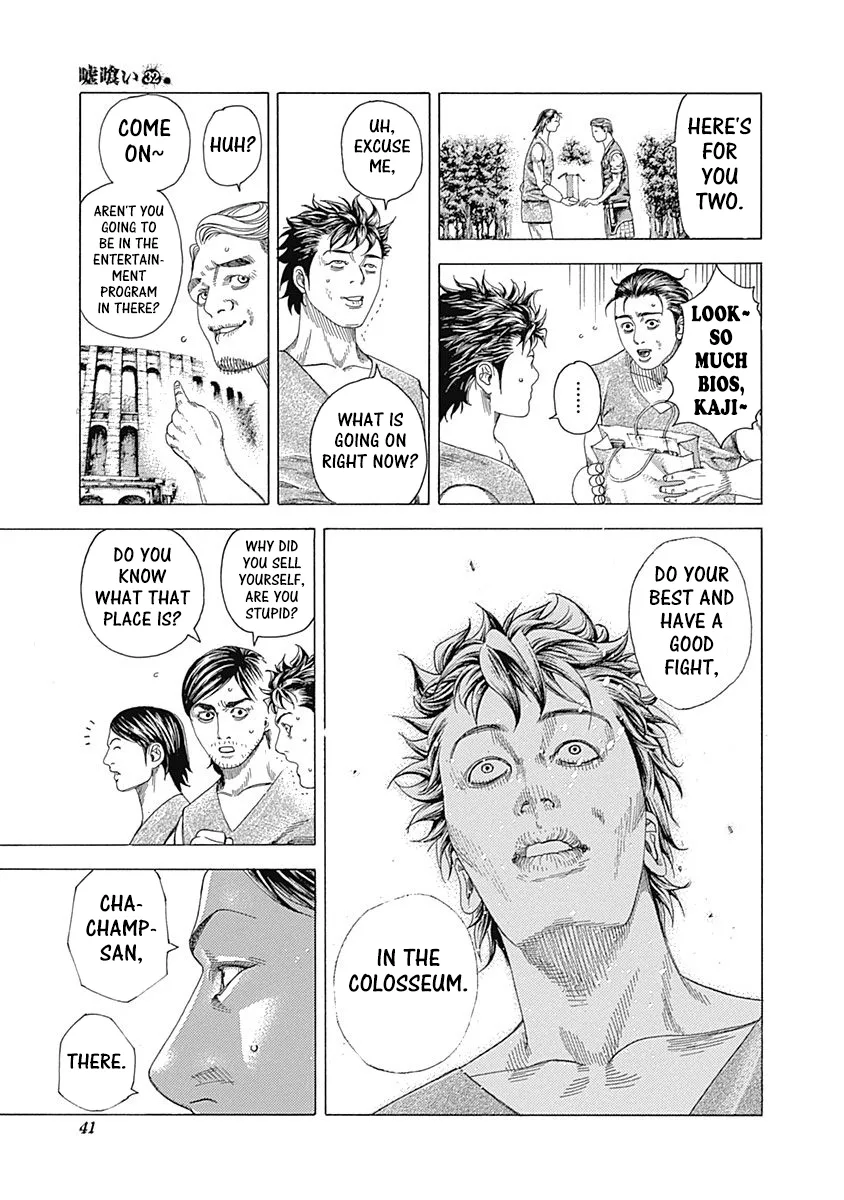 嘘喰い 32
HERE'S
FOR
YOU
TWO.
LOOK~
SO
MUCH
BIOS,
KAJI~
......
UH,
EXCUSE
ME,
WHAT IS
GOING ON
RIGHT NOW?
HUH?
COME
ON~
AREN'T YOU
GOING TO
BE IN THE
ENTERTAIN-
MENT
PROGRAM
IN THERE?
DO YOUR
BEST AND
HAVE A
GOOD
FIGHT,
IN THE
COLOSSEUM.
WHY DID
YOU SELL
YOURSELF,
ARE YOU
STUPID?
DO YOU
KNOW
WHAT THAT
PLACE IS?
CHA-
CHAMP-
SAN,
THERE.
41